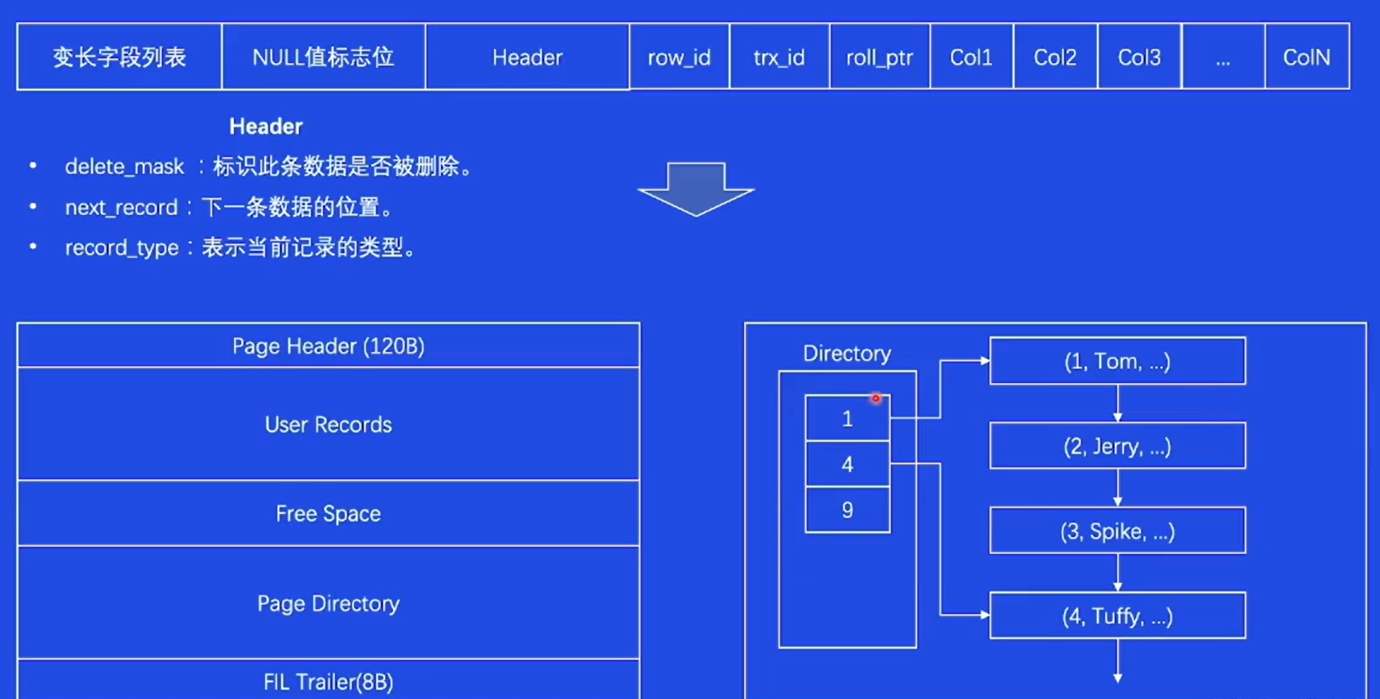 变长字段列表 NULL值标志位 Header row_id trx_id roll_ptr Col1 Col2 Col3 ... ColN
Header
• delete_mask ：标识此条数据是否被删除。
• next_record：下一条数据的位置。
• record_type：表示当前记录的类型。
Page Header (120B)
User Records
Free Space
Page Directory
FIL Trailer(8B)
Directory
1
4
9
(1, Tom, ...)
(2, Jerry, ...)
(3, Spike, ...)
(4, Tuffy, ...)